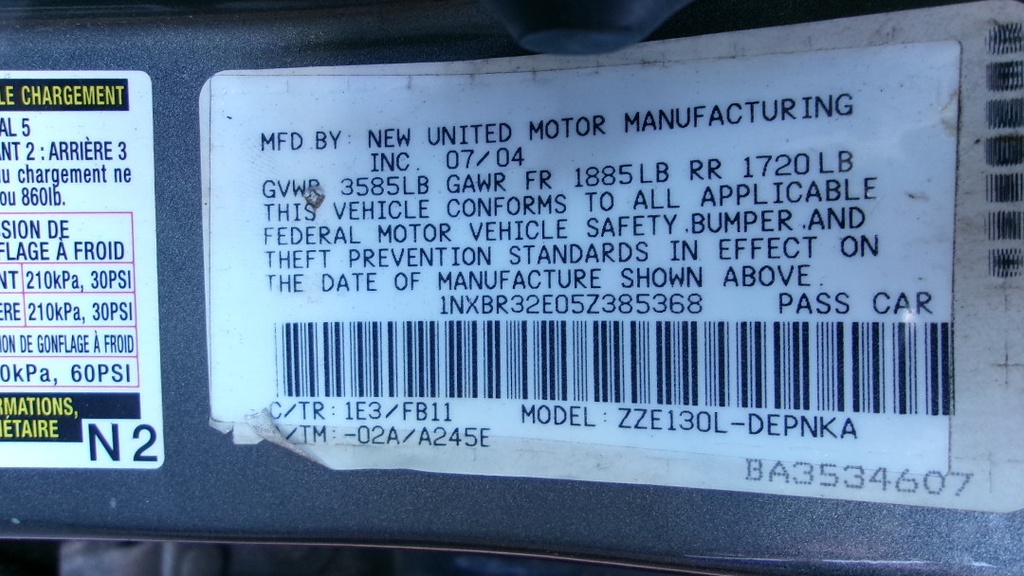 LE CHARGEMENT
AL 5
ANT 2 : ARRIÈRE 3
au chargement ne
ou 860lb.
SION DE
FLAGE À FROID
NT 210kPa, 30PSI
ERE 210kPa, 30PSI
ION DE GONFLAGE À FROID
0kPa, 60PSI
RMATIONS,
IÉTAIRE
N2
MFD BY: NEW UNITED MOTOR MANUFACTURING
INC. 07/04
GVWR 3585LB GAWR FR 1885LB RR 1720LB
THIS VEHICLE CONFORMS TO ALL APPLICABLE
FEDERAL MOTOR VEHICLE SAFETY,BUMPER,AND
THEFT PREVENTION STANDARDS IN EFFECT ON
THE DATE OF MANUFACTURE SHOWN ABOVE.
1NXBR32E05Z385368 PASS CAR
C/TR:1E3/FB11 MODEL:ZZE130L-DEPNKA
/TM:-02A/A245E
BA3534607